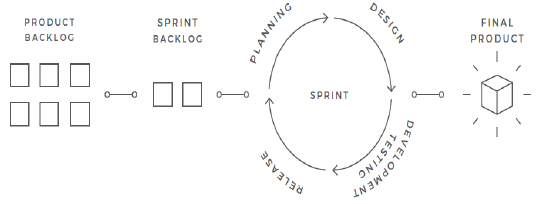 PRODUCT
BACKLOG
SPRINT
BACKLOG
PLANNING
DESIGN
SPRINT
DEVELOPMENT
TESTING
RELEASE
FINAL
PRODUCT